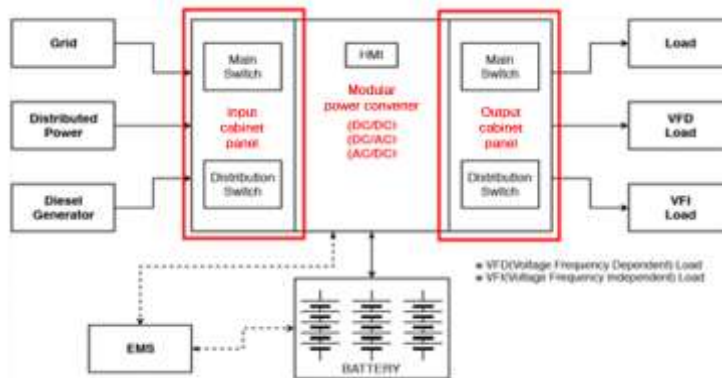 Grid
Main
Switch
HMI
Main
Switch
Load
Distributed
Power
Input
cabinet
panel
Modular
power converter
(DC/DC)
(DC/AC)
(AC/DC)
Output
cabinet
panel
VFD
Load
Diesel
Generator
Distribution
Switch
Distribution
Switch
VFI
Load
VFD(Voltage Frequency Dependent) Load
VFI(Voltage Frequency Independent) Load
EMS
BATTERY